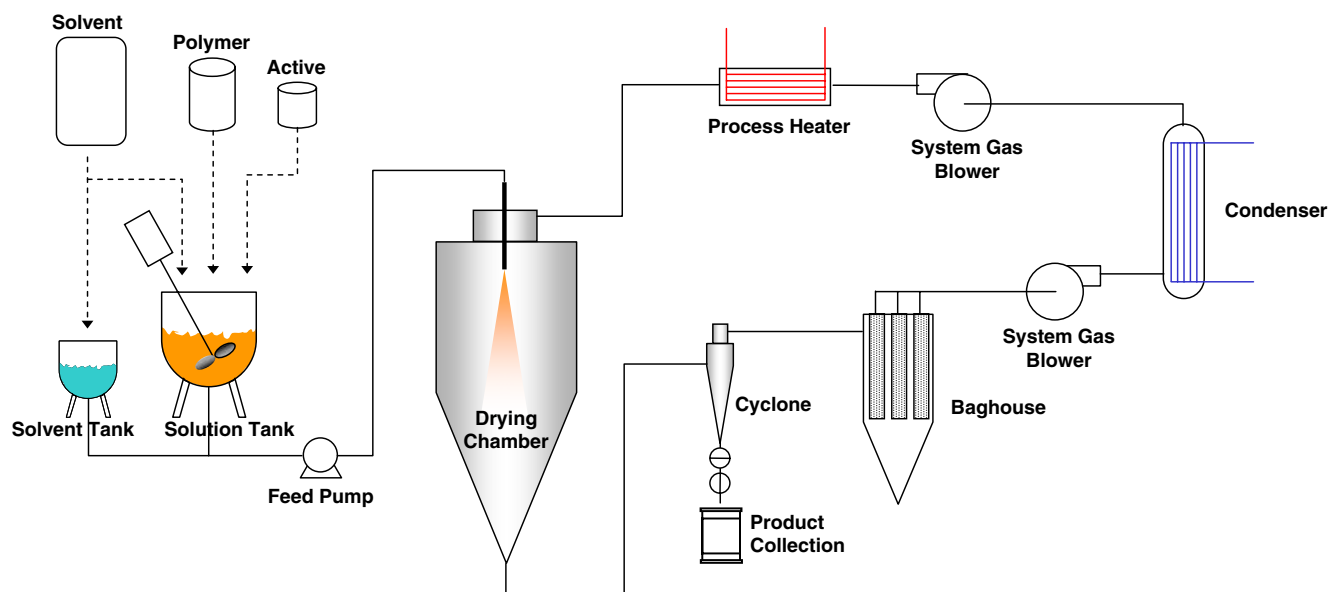 Solvent
Polymer
Active
Process Heater
System Gas
Blower
Condenser
System Gas
Blower
Cyclone
Baghouse
Drying
Chamber
Solvent Tank
Solution Tank
Feed Pump
Product
Collection